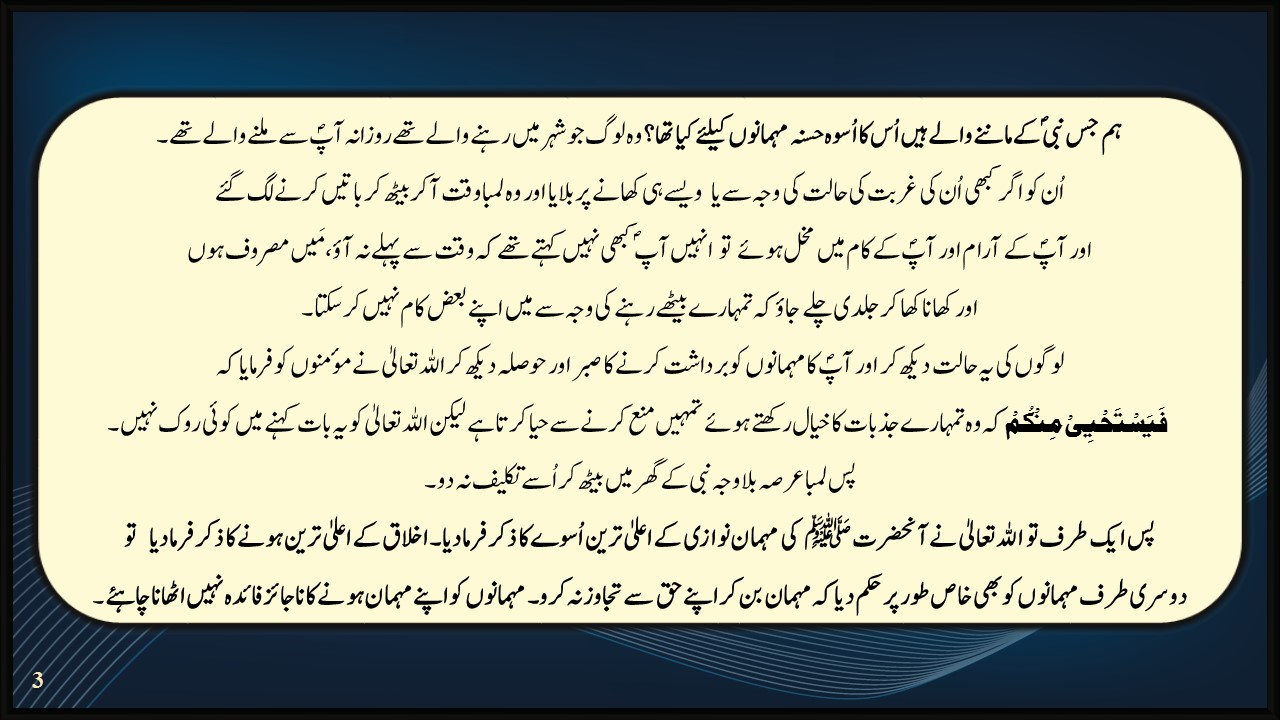 ہم جس نبیؐ کے ماننے والے ہیں اُس کا اُسوہ حسنہ مہمانوں کیلئے کیا تھا؟ وہ لوگ جو شہر میں رہنے والے تھے روزانہ آپؐ سے ملنے والے تھے۔
اُن کو اگر کبھی اُن کی غربت کی حالت کی وجہ سے یا ویسے ہی کھانے پر بلایا اور وہ لمبا وقت آ کر بیٹھ کر باتیں کرنے لگ گئے
اور آپؐ کے آرام اور آپؐ کے کام میں مخل ہوئے تو انہیں آپؐ کبھی نہیں کہتے تھے کہ وقت سے پہلے نہ آؤ، مَیں مصروف ہوں
اور کھانا کھا کر جلدی چلے جاؤ کہ تمہارے بیٹھے رہنے کی وجہ سے میں اپنے بعض کام نہیں کر سکتا۔
لوگوں کی یہ حالت دیکھ کر اور آپؐ کا مہمانوں کو برداشت کرنے کا صبر اور حوصلہ دیکھ کر اللہ تعالیٰ نے مومٔنوں کو فرمایا کہ
فَیَسْتَحْیِیْ مِنْکُمْ کہ وہ تمہارے جذبات کا خیال رکھتے ہوئے تمہیں منع کرنے سے حیا کرتا ہے لیکن اللہ تعالیٰ کو یہ بات کہنے میں کوئی روک نہیں۔
پس لمبا عرصہ بلاوجہ نبی کے گھر میں بیٹھ کر اُسے تکلیف نہ دو۔
پس ایک طرف تو اللہ تعالیٰ نے آنحضرت ﷺ کی مہمان نوازی کے اعلیٰ ترین اُسوے کا ذکر فرما دیا۔ اخلاق کے اعلیٰ ترین ہونے کا ذکر فرما دیا تو
دوسری طرف مہمانوں کو بھی خاص طور پر حکم دیا کہ مہمان بن کر اپنے حق سے تجاوز نہ کرو۔ مہمانوں کو اپنے مہمان ہونے کا ناجائز فائدہ نہیں اٹھانا چاہئے۔
3